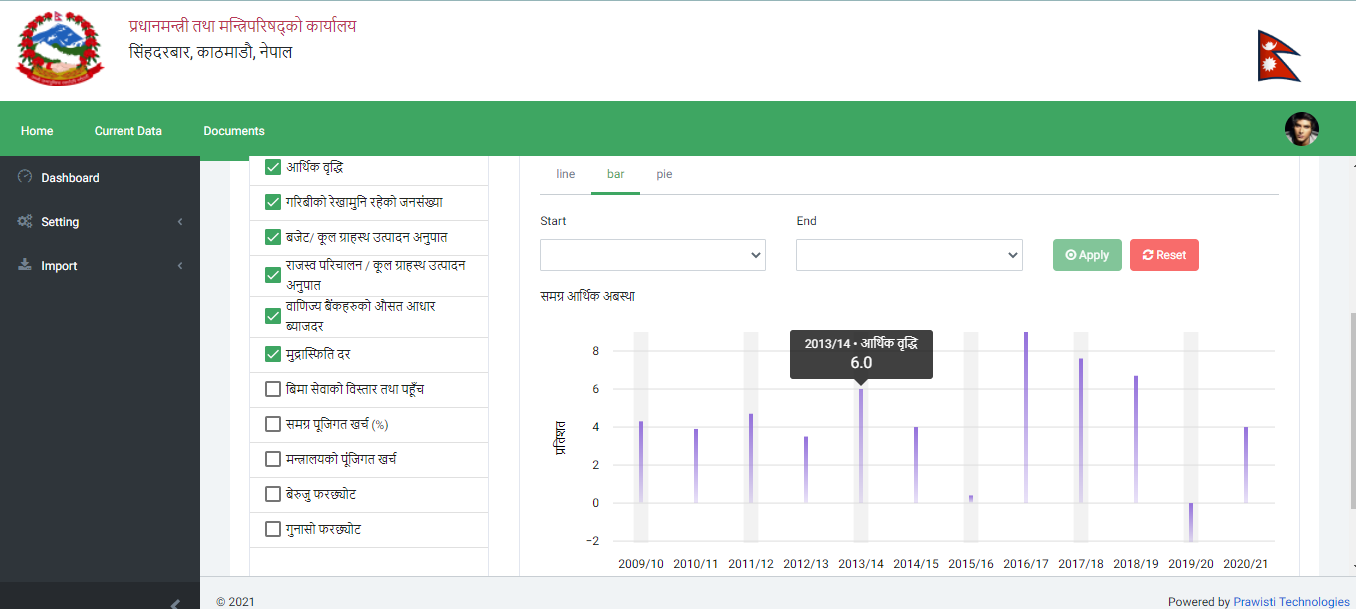 प्रधानमन्त्री तथा मन्त्रिपरिषद्को कार्यालय
सिंहदरबार, काठमाडौ, नेपाल
Home
Current Data
Documents
Dashboard
Setting
Import
आर्थिक वृद्धि
गरिबीको रेखामुनि रहेको जनसंख्या
बजेट/ कूल ग्राहस्थ उत्पादन अनुपात
राजस्व परिचालन / कूल ग्राहस्थ उत्पादन
अनुपात
वाणिज्य बैंकहरुको औसत आधार
ब्याजदर
मुद्रास्फिति दर
बिमा सेवाको विस्तार तथा पहूँच
समग्र पूजिगत खर्च (%)
मन्त्रालयको पूंजिगत खर्च
बेरुजु फरछ्योट
गुनासो फरछ्योट
line
bar
pie
Start
End
Apply
Reset
समग्र आर्थिक अबस्था
2013/14 • आर्थिक वृद्धि
6.0
प्रतिशत
8
6
4
2
0
−2
2009/10 2010/11 2011/12 2012/13 2013/14 2014/15 2015/16 2016/17 2017/18 2018/19 2019/20 2020/21
© 2021
Powered by Prawisti Technologies